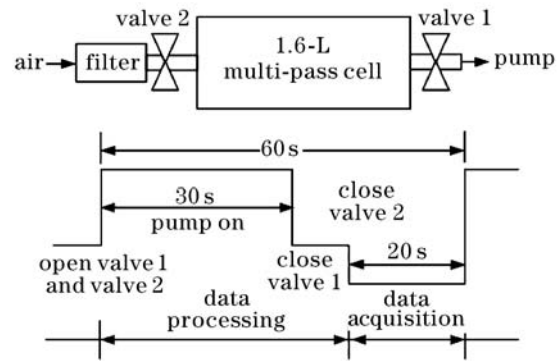 valve 2
valve 1
air
filter
1.6-L
multi-pass cell
pump
60 s
30 s
pump on
close
valve 2
20 s
open valve 1
and valve 2
close
valve 1
data
processing
data
acquisition